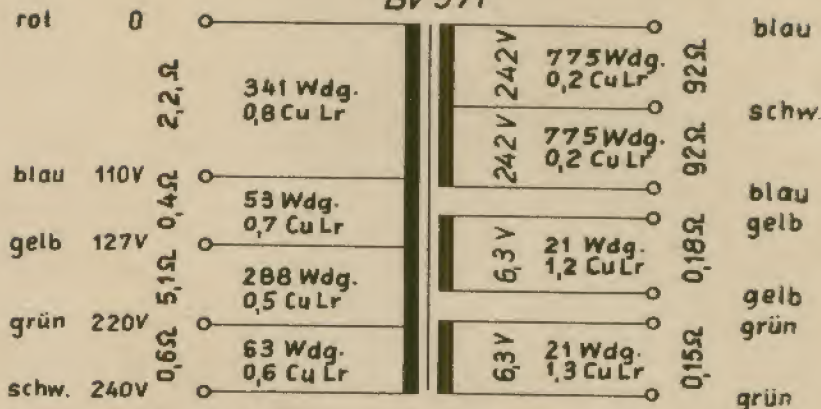 BV 571
rot 0
2,2,Ω
341 Wdg.
0,8 Cu Lr
blau 110V
0,4Ω
53 Wdg.
0,7 Cu Lr
gelb 127V
5,1Ω
288 Wdg.
0,5 Cu Lr
grün 220V
0,6Ω
63 Wdg.
0,6 Cu Lr
schw. 240V
blau
242V
775 Wdg.
0,2 Cu Lr
92Ω
schw.
242V
775 Wdg.
0,2 Cu Lr
92Ω
blau
gelb
6,3V
21 Wdg.
1,2 Cu Lr
0,18Ω
gelb
grün
6,3V
21 Wdg.
1,3 Cu Lr
0,15Ω
grün